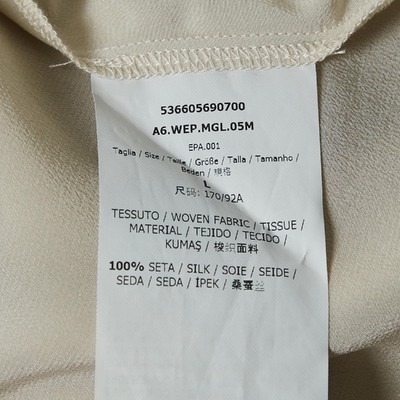 536605690700
A6.WEP.MGL.05M
EPA.001
Taglia / Size / Taille / Größe / Talla / Tamanho /
Beden / 规格
L
尺码: 170/92A
TESSUTO / WOVEN FABRIC / TISSUE /
MATERIAL / TEJIDO / TECIDO /
KUMAŞ / 梭织面料
100% SETA / SILK / SOIE / SEIDE /
SEDA / SEDA / İPEK / 桑蚕丝